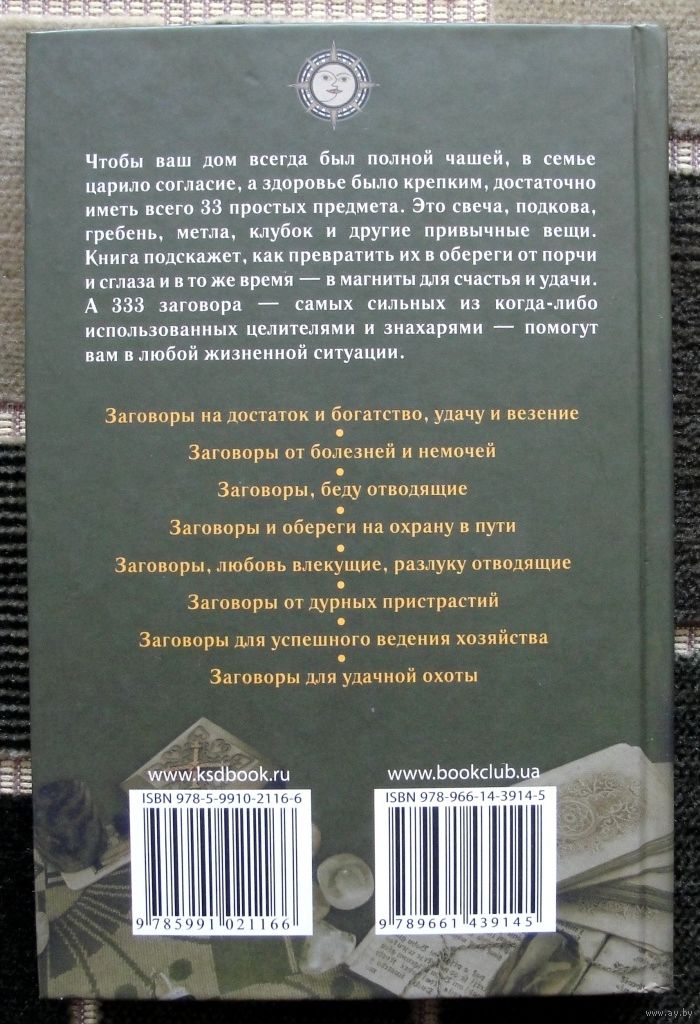 Чтобы ваш дом всегда был полной чашей, в семье
царило согласие, а здоровье было крепким, достаточно
иметь всего 33 простых предмета. Это свеча, подкова,
гребень, метла, клубок и другие привычные вещи.
Книга подскажет, как превратить их в обереги от порчи
и сглаза и в то же время — в магниты для счастья и удачи.
А 333 заговора — самых сильных из когда-либо
использованных целителями и знахарями — помогут
вам в любой жизненной ситуации.
Заговоры на достаток и богатство, удачу и везение
•
Заговоры от болезней и немочей
•
Заговоры, беду отводящие
•
Заговоры и обереги на охрану в пути
•
Заговоры, любовь влекущие, разлуку отводящие
•
Заговоры от дурных пристрастий
•
Заговоры для успешного ведения хозяйства
•
Заговоры для удачной охоты
www.ksdbook.ru
ISBN 978-5-9910-2116-6
9 785991 021166
www.bookclub.ua
ISBN 978-966-14-3914-5
9 789661 439145
www.ay.by